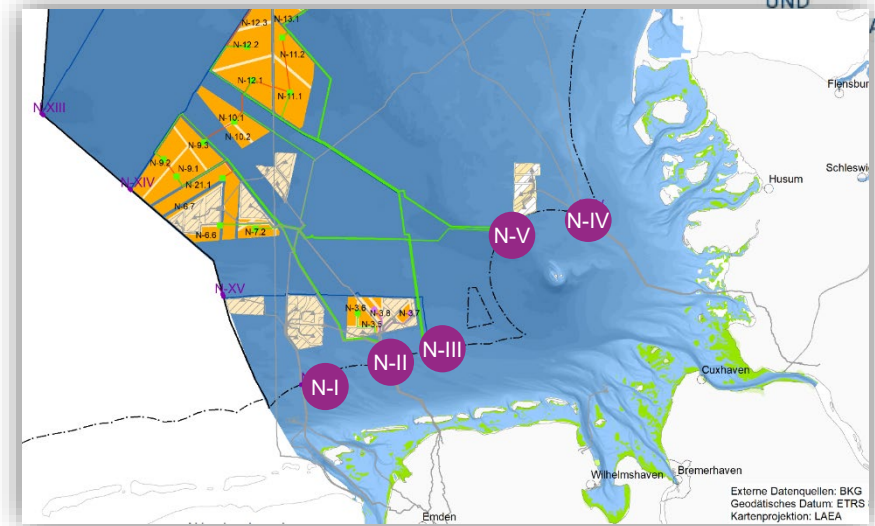 UND
A
N-13.1
N-12.3
N-12.2
N-11.2
N-12.1
N-11.1
N-XIII
N-10.1
N-10.2
N-9.3
N-9.2
N-9.1
N-XIV
N-21.1
N-6.7
N-6.6
N-7.2
N-XV
N-3.6
N-3.8
N-3.7
N-3.5
N-V
N-IV
N-III
N-II
N-I
Flensbur
Schleswi
Husum
Cuxhaven
Wilhelmshaven
Bremerhaven
Emden
Externe Datenquellen: BKG
Geodätisches Datum: ETRS
Kartenprojektion: LAEA